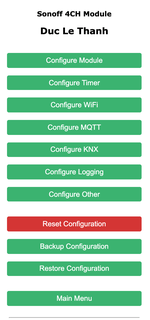 Sonoff 4CH Module
Duc Le Thanh
Configure Module
Configure Timer
Configure WiFi
Configure MQTT
Configure KNX
Configure Logging
Configure Other
Reset Configuration
Backup Configuration
Restore Configuration
Main Menu